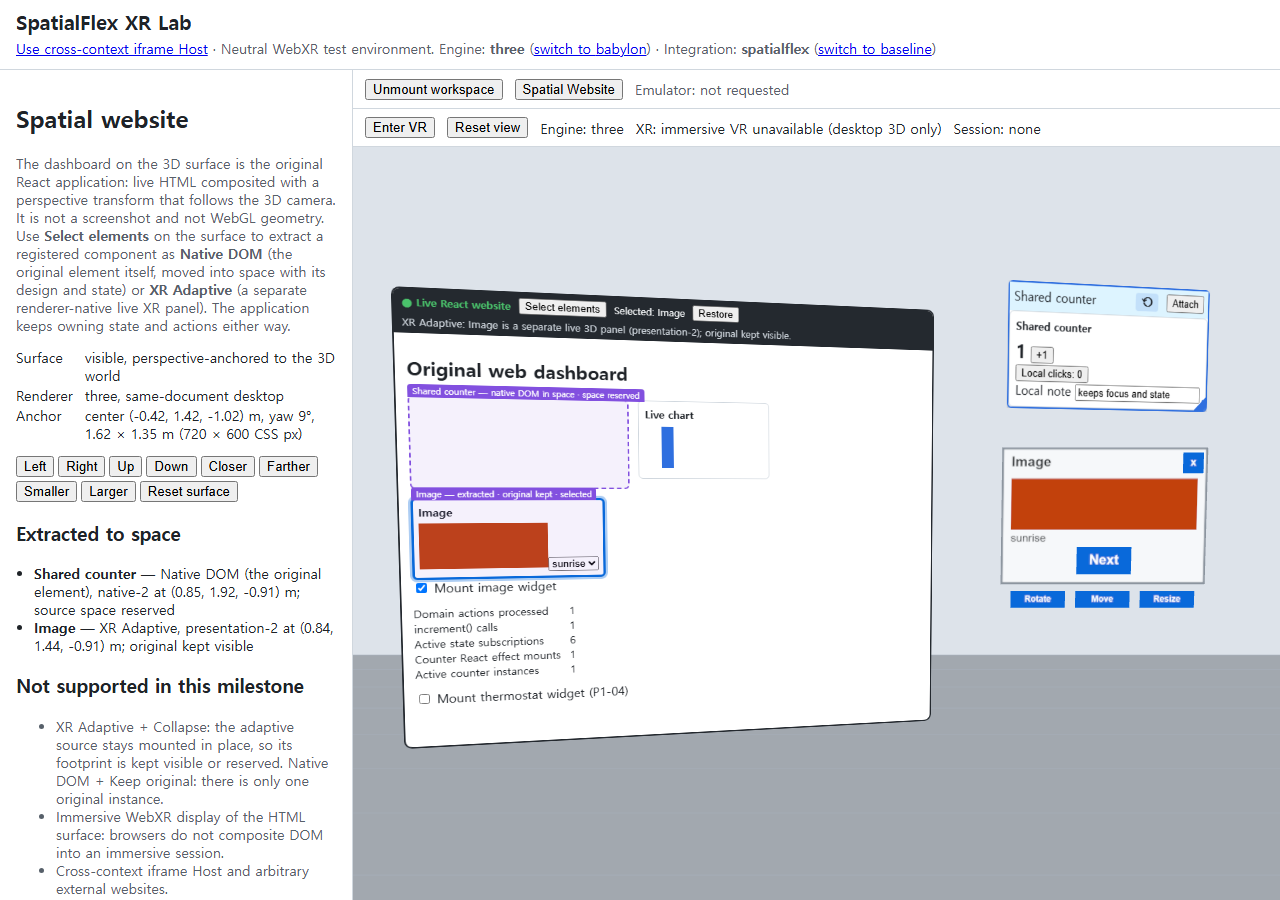 SpatialFlex XR Lab
Use cross-context iframe Host · Neutral WebXR test environment. Engine: three (switch to babylon) · Integration: spatialflex (switch to baseline)
Spatial website
The dashboard on the 3D surface is the original
React application: live HTML composited with a
perspective transform that follows the 3D camera.
It is not a screenshot and not WebGL geometry.
Use Select elements on the surface to extract a
registered component as Native DOM (the
original element itself, moved into space with its
design and state) or XR Adaptive (a separate
renderer-native live XR panel). The application
keeps owning state and actions either way.
Surface visible, perspective-anchored to the 3D
world
Renderer three, same-document desktop
Anchor center (-0.42, 1.42, -1.02) m, yaw 9°,
1.62 × 1.35 m (720 × 600 CSS px)
Left Right Up Down Closer Farther
Smaller Larger Reset surface
Extracted to space
• Shared counter — Native DOM (the original
element), native-2 at (0.85, 1.92, -0.91) m;
source space reserved
• Image — XR Adaptive, presentation-2 at (0.84,
1.44, -0.91) m; original kept visible
Not supported in this milestone
• XR Adaptive + Collapse: the adaptive
source stays mounted in place, so its
footprint is kept visible or reserved. Native
DOM + Keep original: there is only one
original instance.
• Immersive WebXR display of the HTML
surface: browsers do not composite DOM
into an immersive session.
• Cross-context iframe Host and arbitrary
external websites.
Unmount workspace Spatial Website Emulator: not requested
Enter VR Reset view Engine: three XR: immersive VR unavailable (desktop 3D only) Session: none
Live React website Select elements Selected: Image Restore
XR Adaptive: Image is a separate live 3D panel (presentation-2); original kept visible.
Original web dashboard
Shared counter — native DOM in space · space reserved
Live chart
Image — extracted · original kept · selected
Image
sunrise
Mount image widget
Domain actions processed 1
increment() calls 1
Active state subscriptions 6
Counter React effect mounts 1
Active counter instances 1
Mount thermostat widget (P1-04)
Shared counter Attach
Shared counter
1 +1
Local clicks: 0
Local note keeps focus and state
Image x
sunrise
Next
Rotate Move Resize